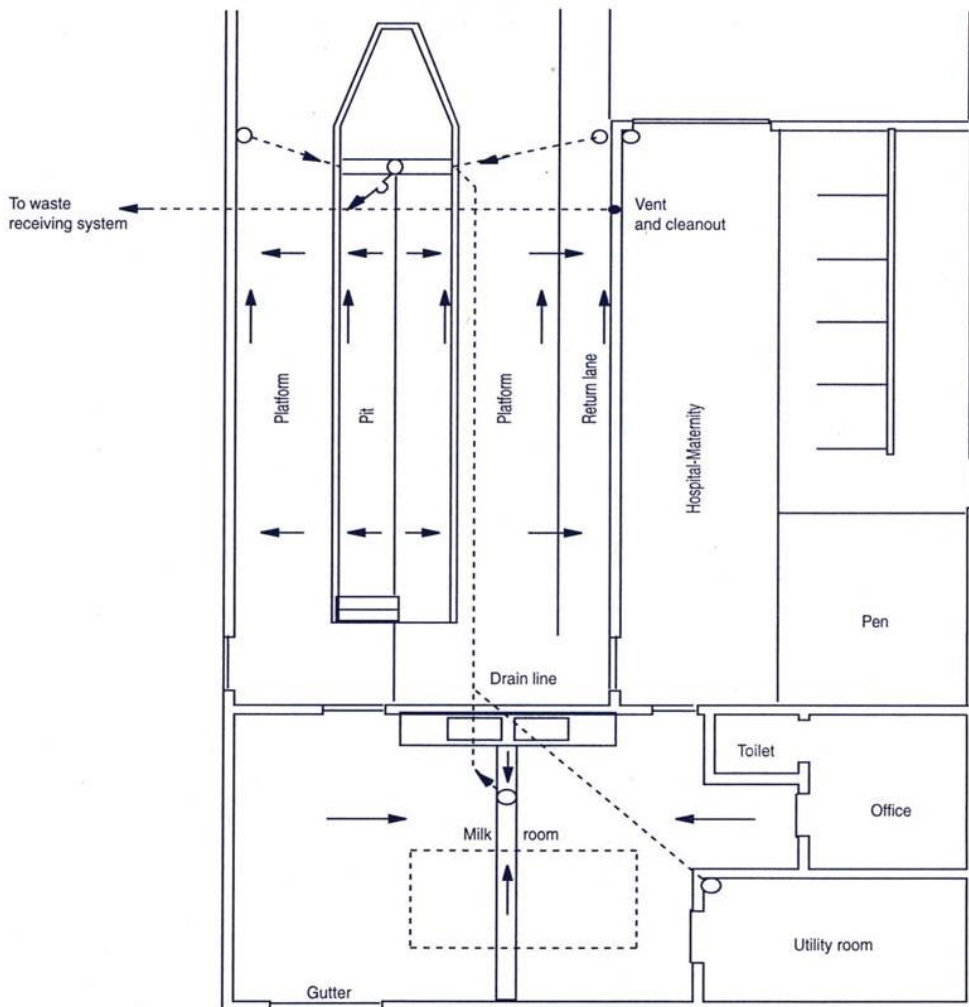 To waste
receiving system
Vent
and cleanout
Platform
Pit
Platform
Return lane
Hospital-Maternity
Pen
Drain line
Toilet
Office
Milk room
Utility room
Gutter